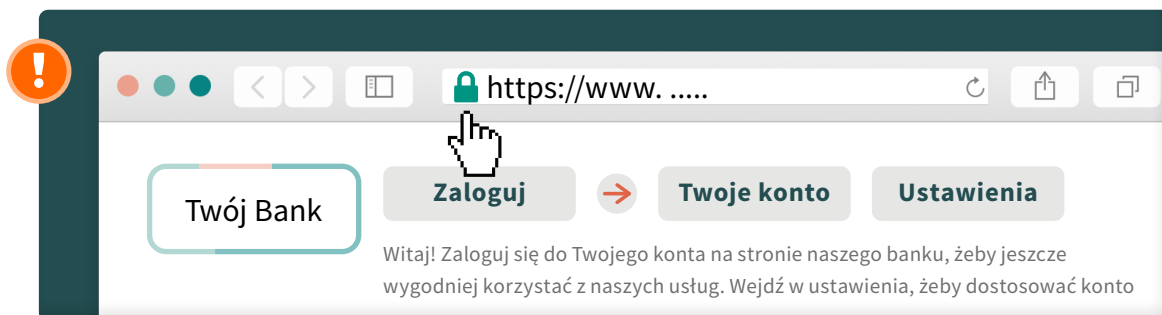 !
https://www. .....
Twój Bank
Zaloguj
Twoje konto
Ustawienia
Witaj! Zaloguj się do Twojego konta na stronie naszego banku, żeby jeszcze
wygodniej korzystać z naszych usług. Wejdź w ustawienia, żeby dostosować konto